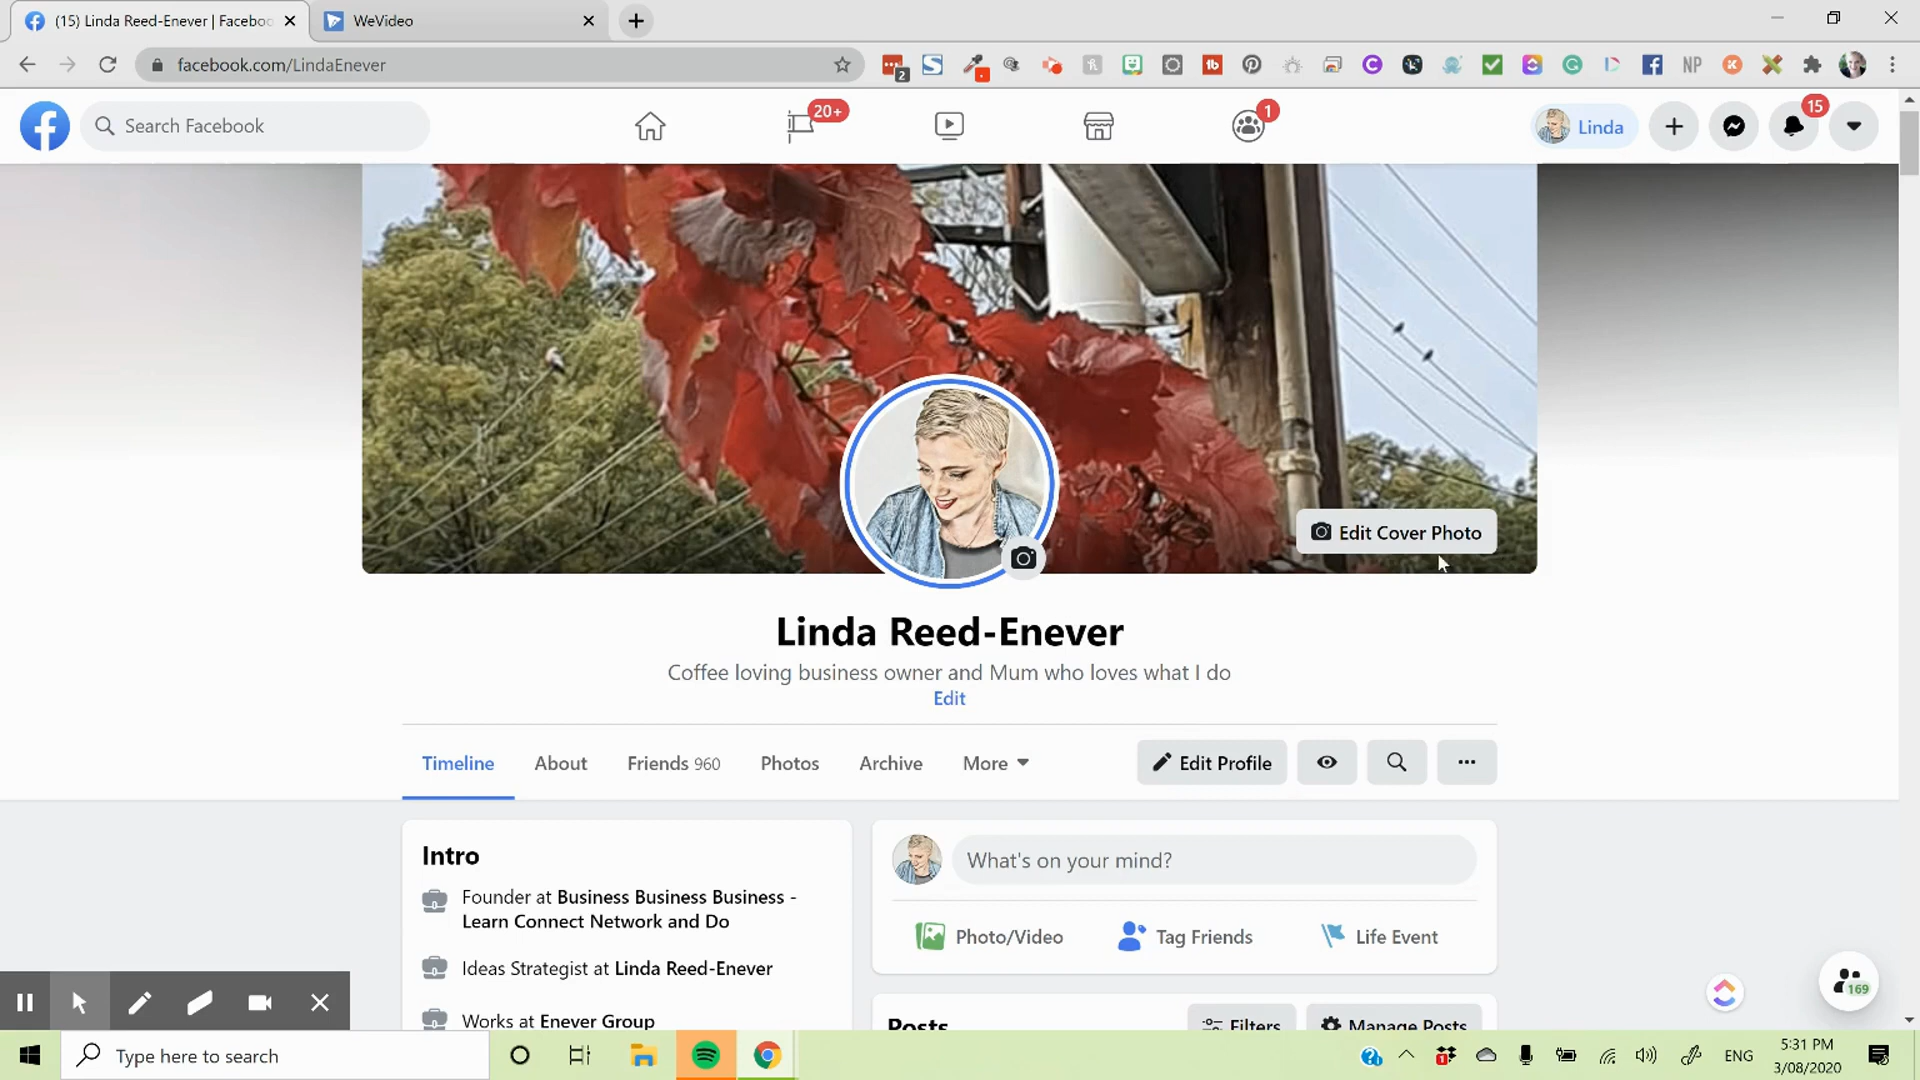 (15) Linda Reed-Enever | Faceboo
WeVideo
facebook.com/LindaEnever
2
NP
Search Facebook
20+
1
Linda
15
Edit Cover Photo
Linda Reed-Enever
Coffee loving business owner and Mum who loves what I do
Edit
Timeline
About
Friends 960
Photos
Archive
More
Edit Profile
Intro
Founder at Business Business Business -
Learn Connect Network and Do
Ideas Strategist at Linda Reed-Enever
Works at Enever Group
What's on your mind?
Photo/Video
Tag Friends
Life Event
Posts
Filters
Manage Posts
169
Type here to search
ENG
5:31 PM
3/08/2020